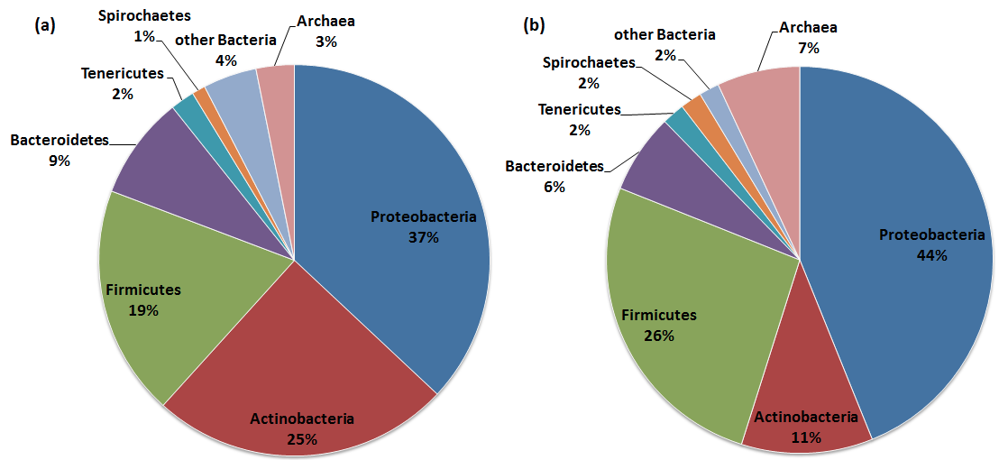 (a)
Spirochaetes
1%
other Bacteria
4%
Archaea
3%
Tenericutes
2%
Bacteroidetes
9%
Proteobacteria
37%
Firmicutes
19%
Actinobacteria
25%
(b)
other Bacteria
2%
Archaea
7%
Spirochaetes
2%
Tenericutes
2%
Bacteroidetes
6%
Proteobacteria
44%
Firmicutes
26%
Actinobacteria
11%